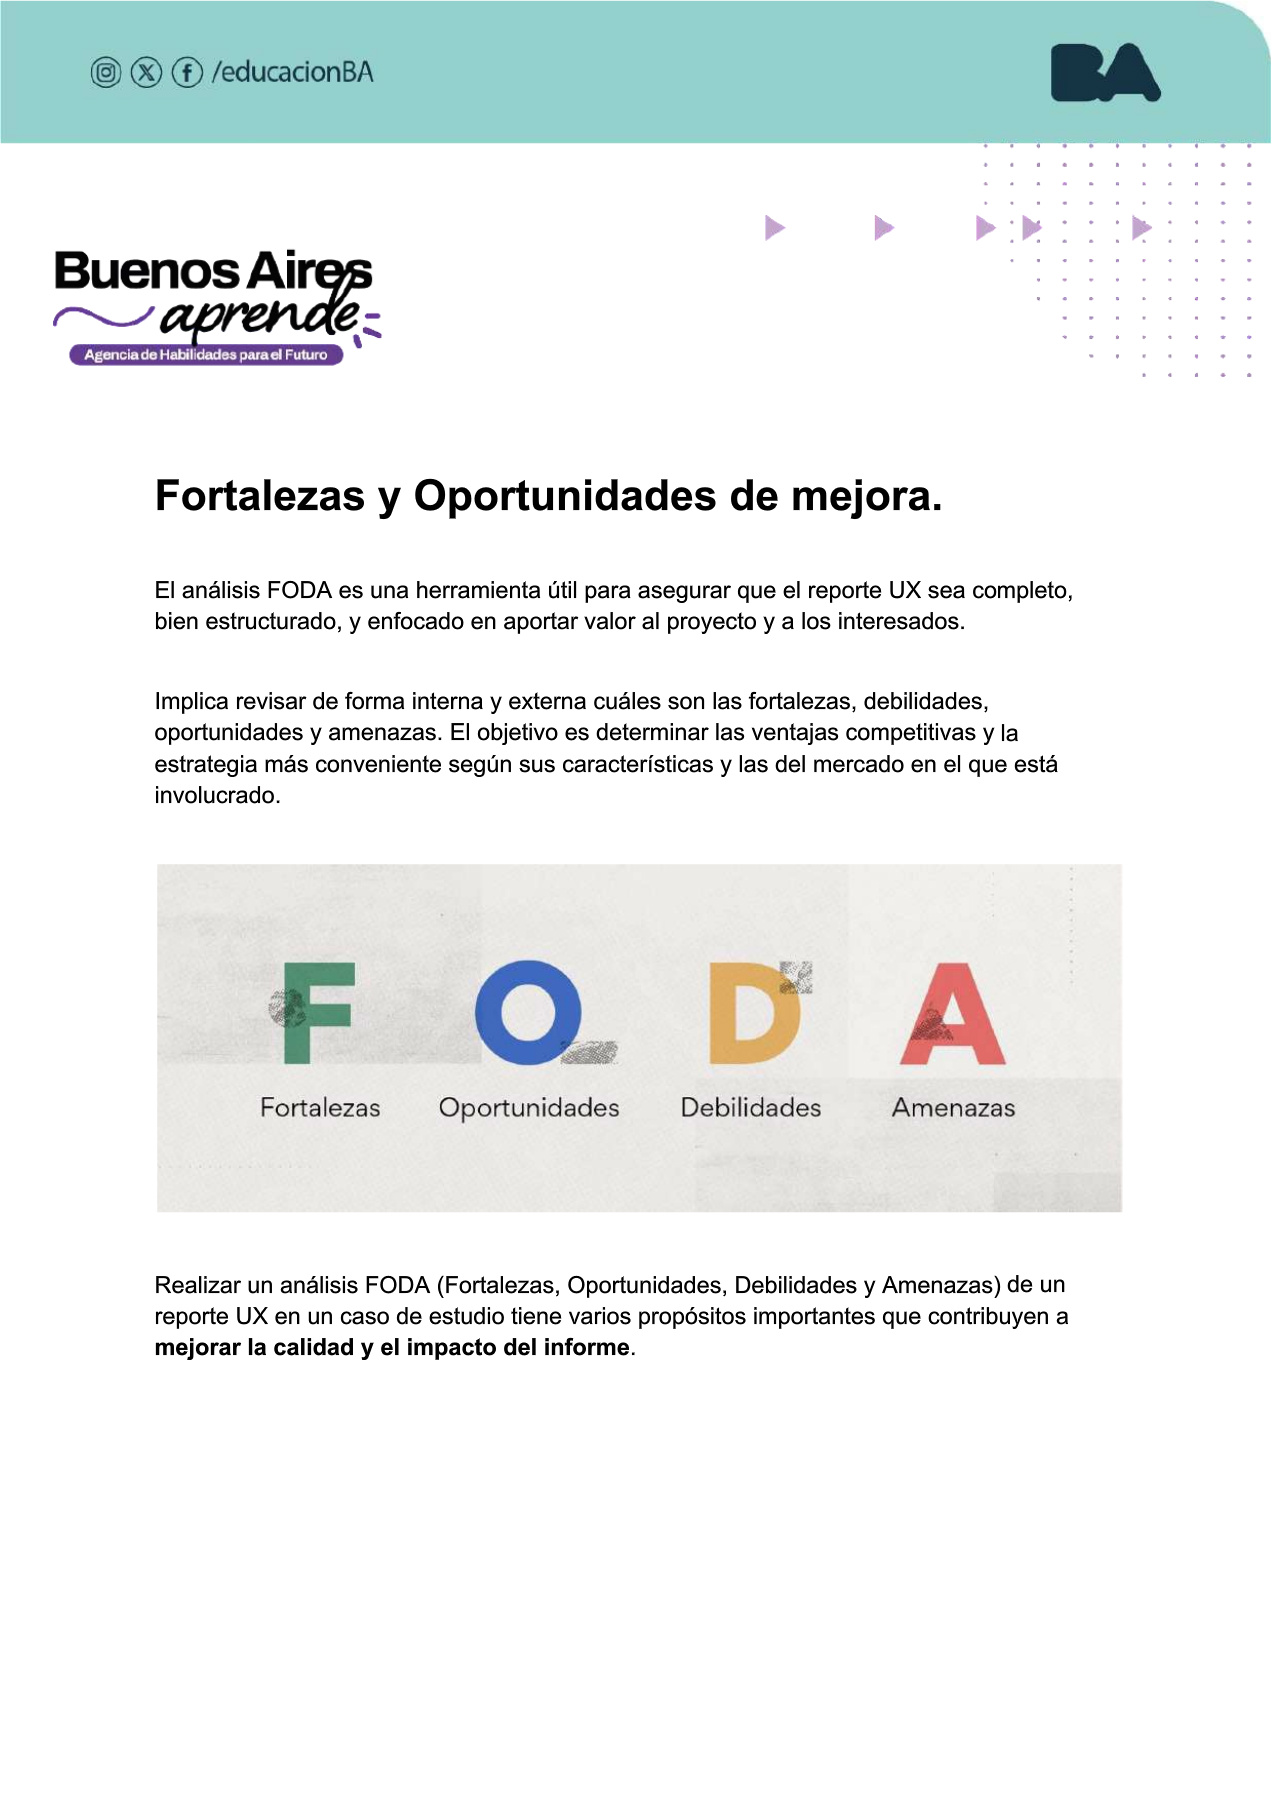 /educacionBA
BA
Buenos Aires
aprende
Agencia de Habilidades para el Futuro
Fortalezas y Oportunidades de mejora.
El análisis FODA es una herramienta útil para asegurar que el reporte UX sea completo,
bien estructurado, y enfocado en aportar valor al proyecto y a los interesados.
Implica revisar de forma interna y externa cuáles son las fortalezas, debilidades,
oportunidades y amenazas. El objetivo es determinar las ventajas competitivas y la
estrategia más conveniente según sus características y las del mercado en el que está
involucrado.
F O D A
Fortalezas Oportunidades Debilidades Amenazas
Realizar un análisis FODA (Fortalezas, Oportunidades, Debilidades y Amenazas) de un
reporte UX en un caso de estudio tiene varios propósitos importantes que contribuyen a
mejorar la calidad y el impacto del informe.